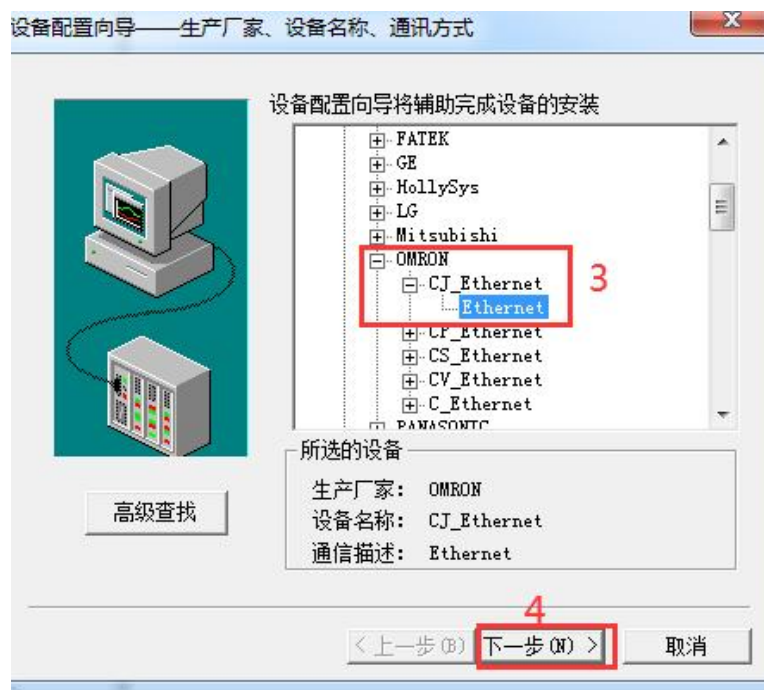 设备配置向导——生产厂家、设备名称、通讯方式
设备配置向导将辅助完成设备的安装
FATEK
GE
HollySys
LG
Mitsubishi
OMRON
CJ_Ethernet
3
Ethernet
CP_Ethernet
CS_Ethernet
CV_Ethernet
C_Ethernet
PANASONIC
所选的设备
生产厂家： OMRON
设备名称： CJ_Ethernet
通信描述： Ethernet
高级查找
4
<上一步(B)
下一步(N) >
取消